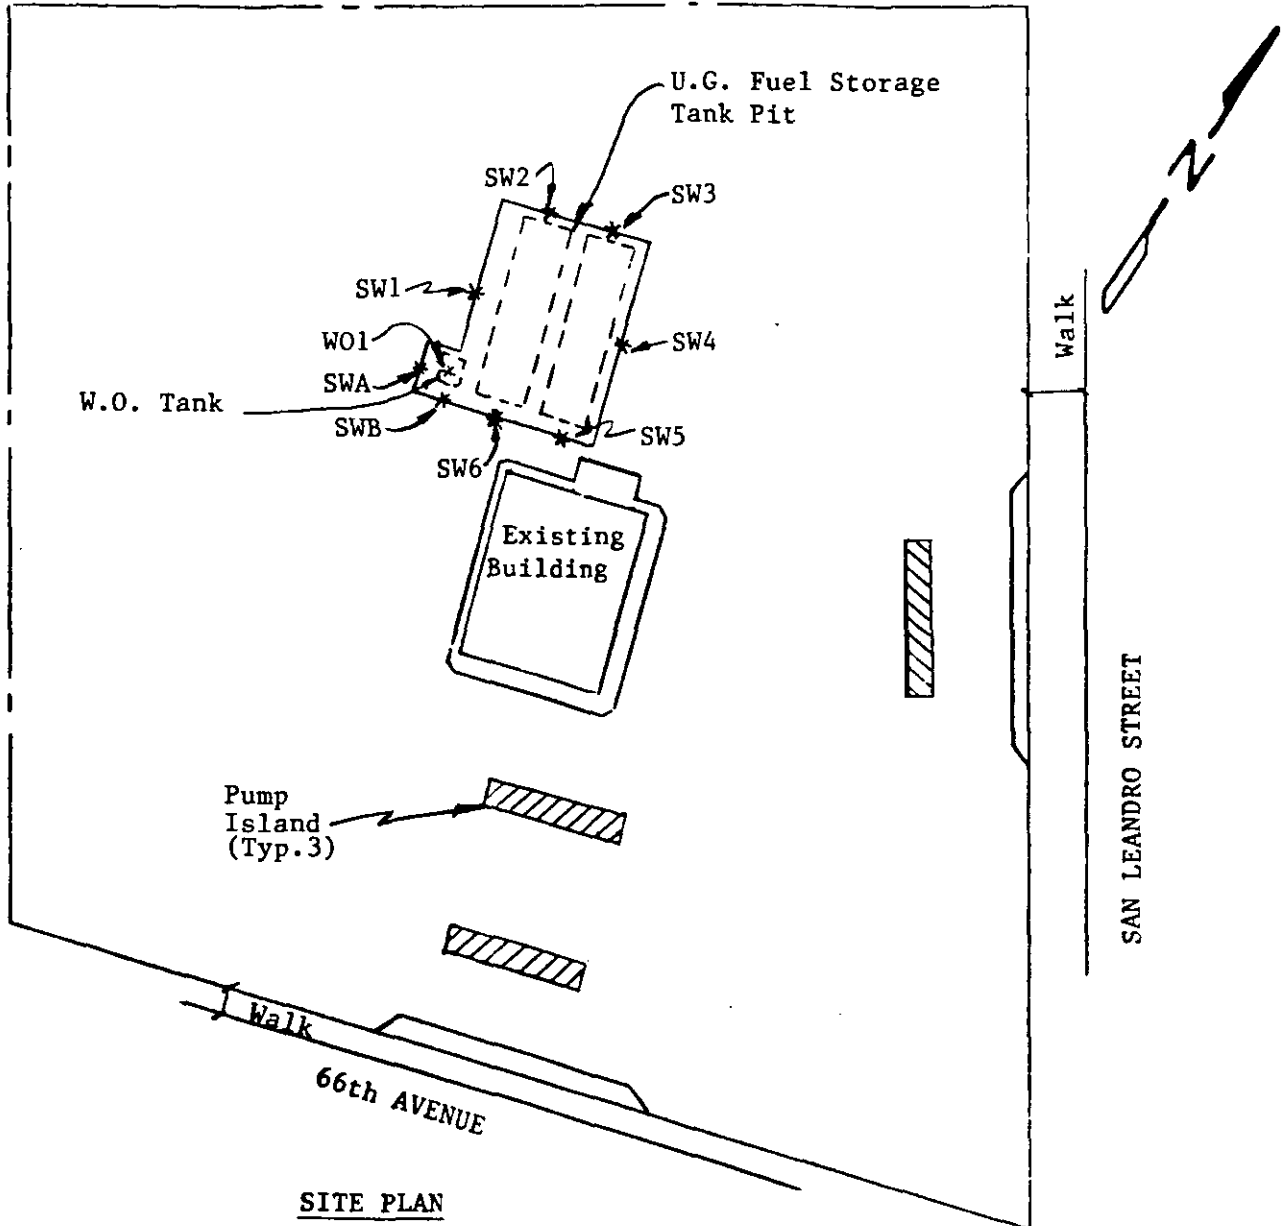 U.G. Fuel Storage
Tank Pit
N
SW2
SW3
SW1
WO1
SW4
SWA
W.O. Tank
SWB
SW5
SW6
Walk
Existing
Building
SAN LEANDRO STREET
Pump
Island
(Typ.3)
Walk
66th AVENUE
SITE PLAN